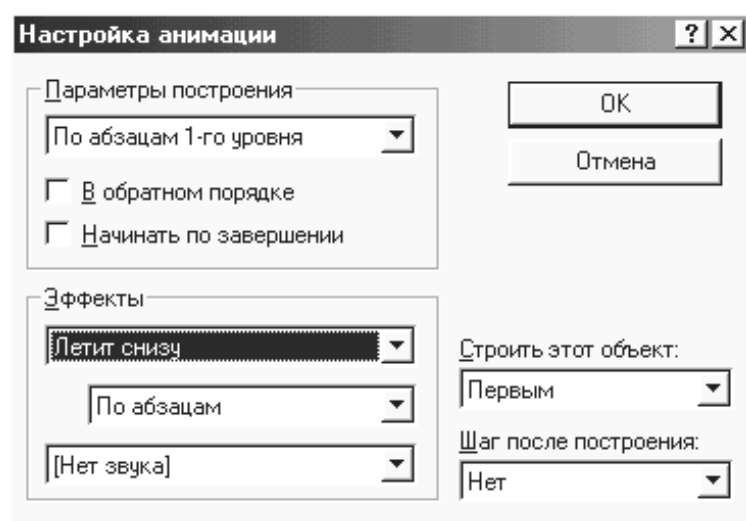 Настройка анимации
Параметры построения
По абзацам 1-го уровня
В обратном порядке
Начинать по завершении
OK
Отмена
Эффекты
Летит снизу
По абзацам
[Нет звука]
Строить этот объект:
Первым
Шаг после построения:
Нет